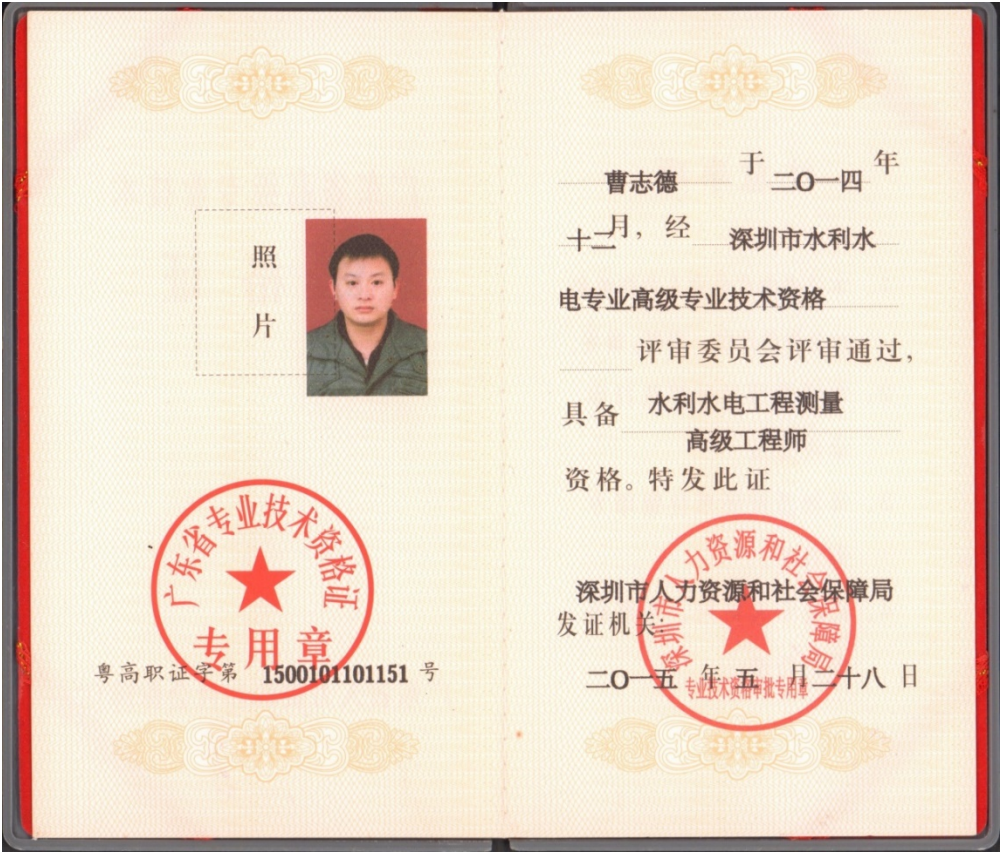 照
片
广东省专业技术资格证
专用章
粤高职证字第 1500101101151 号
曹志德 于 二O一四 年
十二月，经 深圳市水利水
电专业高级专业技术资格
评审委员会评审通过，
具备 水利水电工程测量
高级工程师
资格。特发此证
深圳市人力资源和社会保障局
深圳市人力资源和社会保障局
发证机关：
二O一五 年 五 月二十八 日
专业技术资格审批专用章